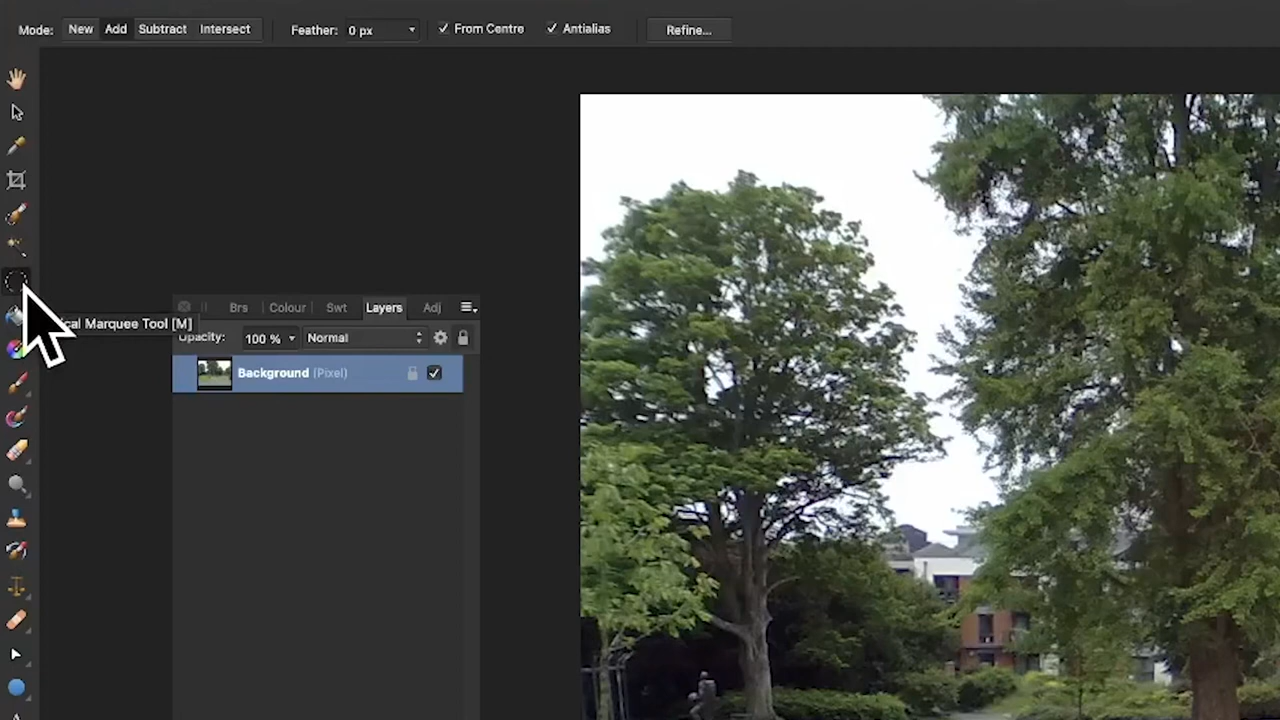 Mode: New Add Subtract Intersect Feather: 0 px From Centre Antialias Refine...
Brs Colour Swt Layers Adj
Marquee Tool [M]
Opacity: 100 % Normal
Background (Pixel)